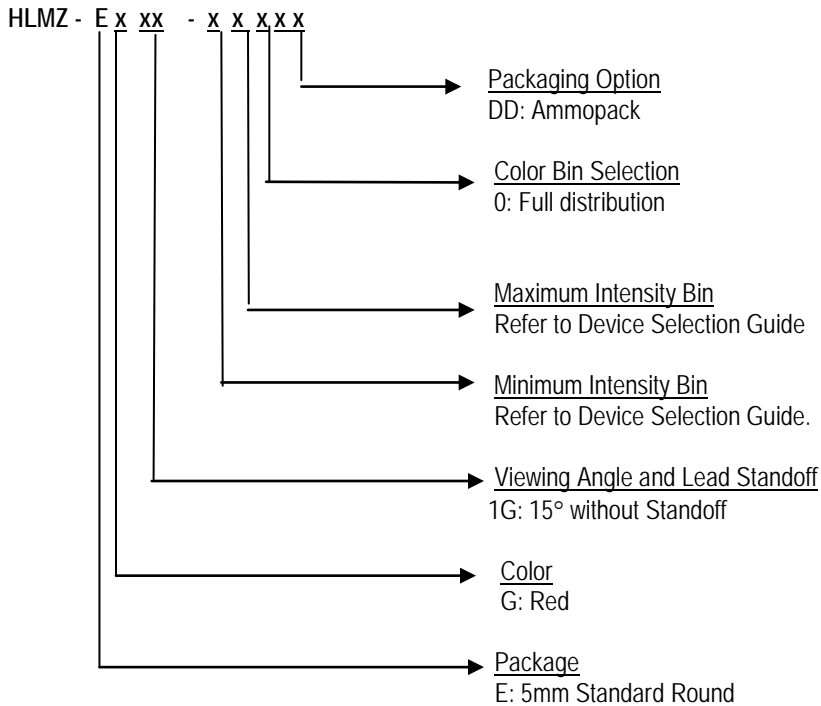 HLMZ - E x xx - x x x x x
Packaging Option
DD: Ammopack
Color Bin Selection
0: Full distribution
Maximum Intensity Bin
Refer to Device Selection Guide
Minimum Intensity Bin
Refer to Device Selection Guide.
Viewing Angle and Lead Standoff
1G: 15° without Standoff
Color
G: Red
Package
E: 5mm Standard Round